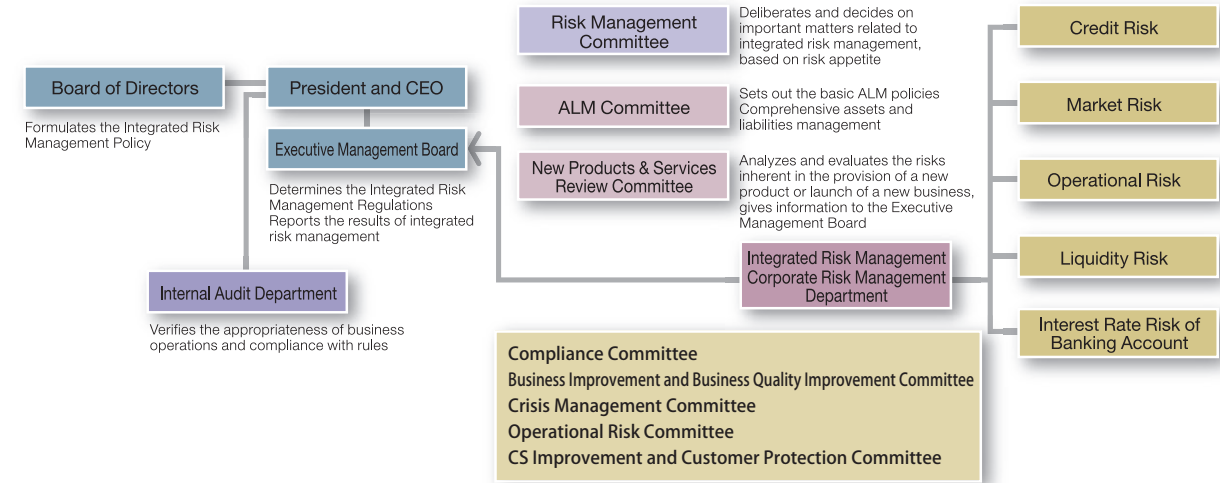 Board of Directors
Formulates the Integrated Risk
Management Policy
President and CEO
Executive Management Board
Determines the Integrated Risk
Management Regulations
Reports the results of integrated
risk management
Internal Audit Department
Verifies the appropriateness of business
operations and compliance with rules
Risk Management
Committee
Deliberates and decides on
important matters related to
integrated risk management,
based on risk appetite
ALM Committee
Sets out the basic ALM policies
Comprehensive assets and
liabilities management
New Products & Services
Review Committee
Analyzes and evaluates the risks
inherent in the provision of a new
product or launch of a new business,
gives information to the Executive
Management Board
Integrated Risk Management
Corporate Risk Management
Department
Compliance Committee
Business Improvement and Business Quality Improvement Committee
Crisis Management Committee
Operational Risk Committee
CS Improvement and Customer Protection Committee
Credit Risk
Market Risk
Operational Risk
Liquidity Risk
Interest Rate Risk of
Banking Account